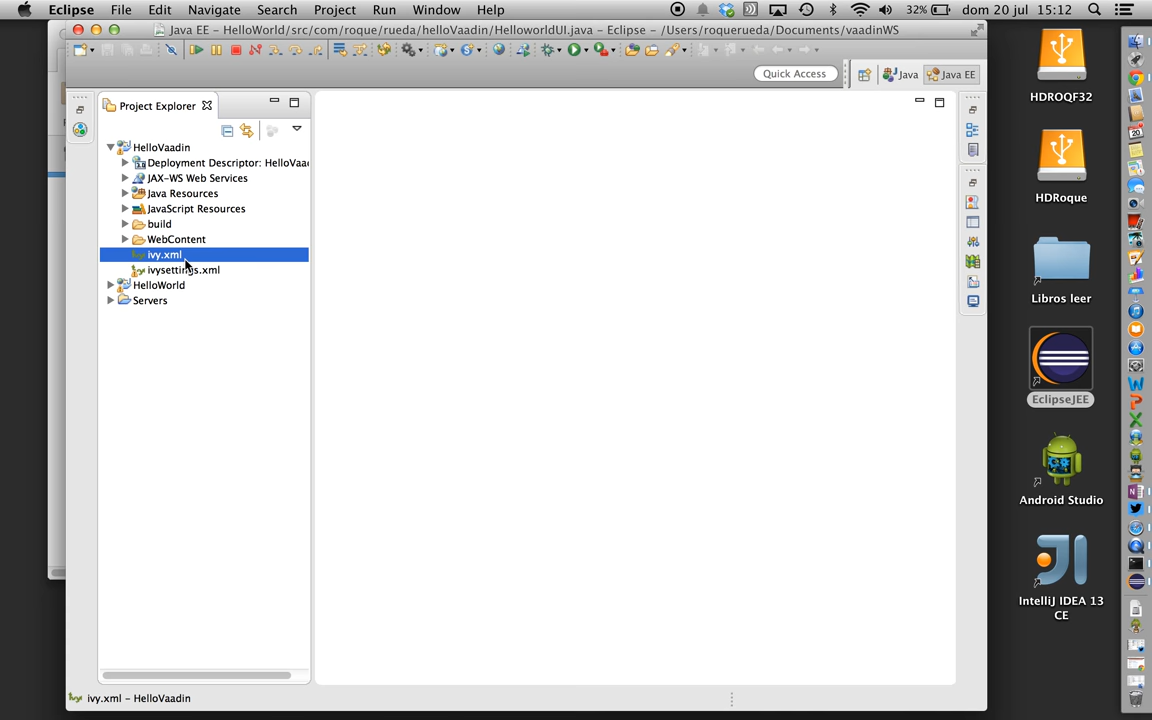 Eclipse File Edit Navigate Search Project Run Window Help 32% dom 20 jul 15:12
Java EE - HelloWorld/src/com/roque/rueda/helloVaadin/HelloworldUI.java - Eclipse - /Users/roquerueda/Documents/vaadinWS
Quick Access Java Java EE
Project Explorer
HelloVaadin
Deployment Descriptor: HelloVaa
JAX-WS Web Services
Java Resources
JavaScript Resources
build
WebContent
ivy.xml
ivysettings.xml
HelloWorld
Servers
ivy.xml - HelloVaadin
HDROQF32
HDRoque
Libros leer
EclipseJEE
Android Studio
IntelliJ IDEA 13
CE